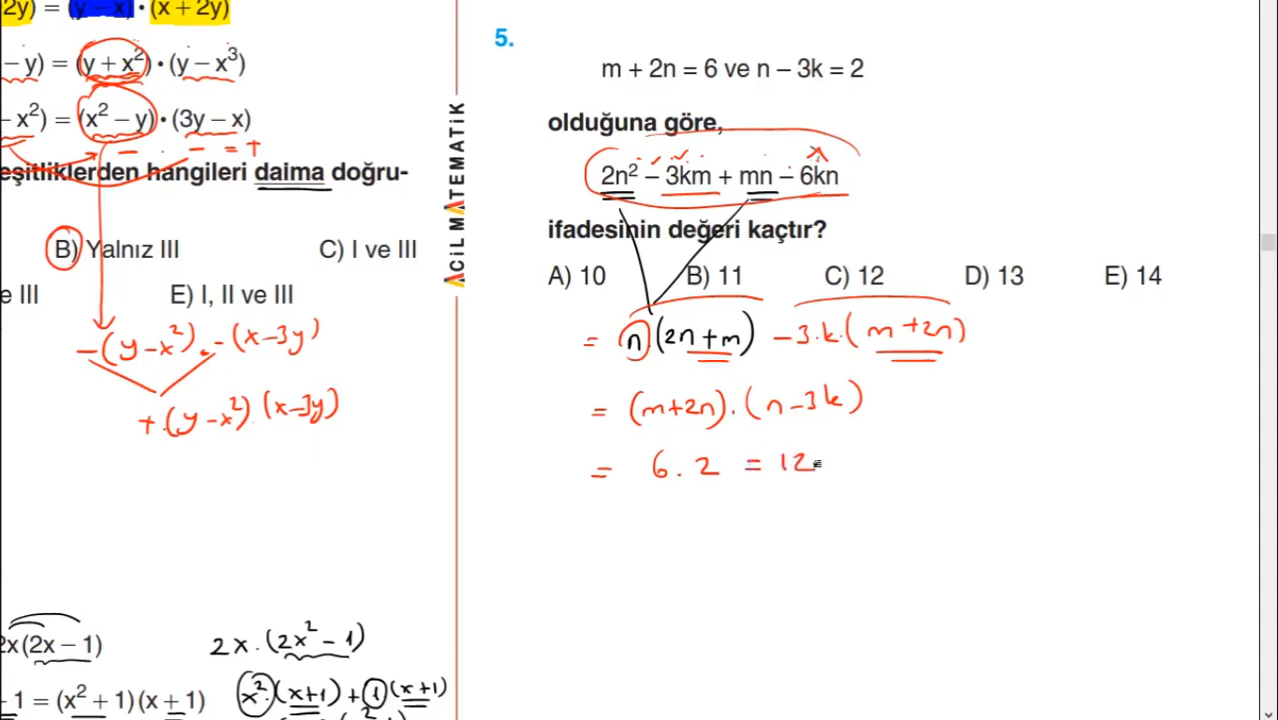 2y) = (y – x) · (x + 2y)
– y) = (y + x²) · (y – x³)
– x²) = (x² – y) · (3y – x)
– – = +
eşitliklerden hangileri daima doğru-
B) Yalnız III C) I ve III
e III E) I, II ve III
–(y–x²) . –(x–3y)
+(y–x²) (x–3y)
2x(2x – 1) 2x.(2x² – 1)
– 1 = (x² + 1)(x + 1) x².(x+1) + 1(x+1)
ACİL MATEMATİK
5.
m + 2n = 6 ve n – 3k = 2
olduğuna göre,
2n² – 3km + mn – 6kn
ifadesinin değeri kaçtır?
A) 10 B) 11 C) 12 D) 13 E) 14
= n (2n + m) – 3.k.(m+2n)
= (m+2n).(n–3k)
= 6.2 = 12